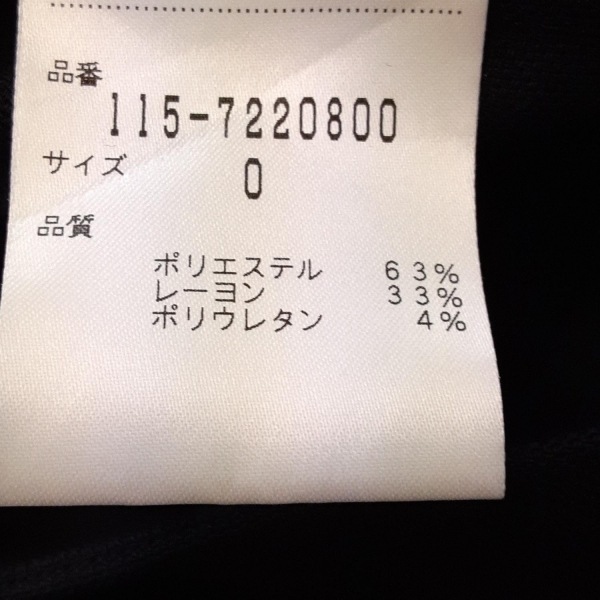 品番
115-7220800
サイズ
0
品質
ポリエステル 63%
レーヨン 33%
ポリウレタン 4%